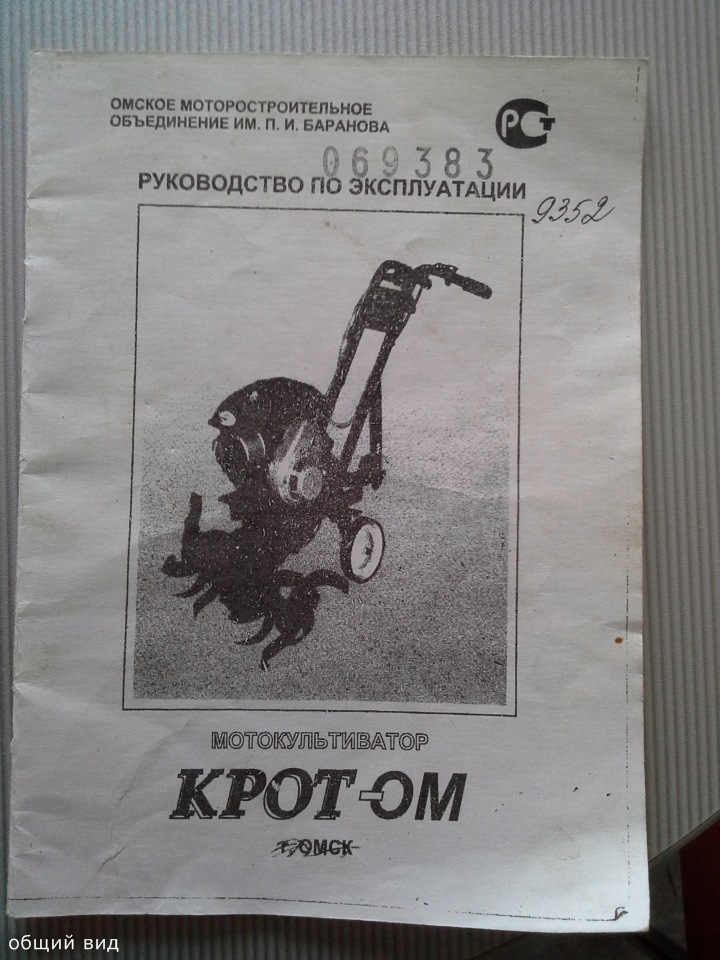 ОМСКОЕ МОТОРОСТРОИТЕЛЬНОЕ
ОБЪЕДИНЕНИЕ ИМ. П. И. БАРАНОВА
РСТ
069383
РУКОВОДСТВО ПО ЭКСПЛУАТАЦИИ
9352
МОТОКУЛЬТИВАТОР
КРОТ-ОМ
г. ОМСК
общий вид